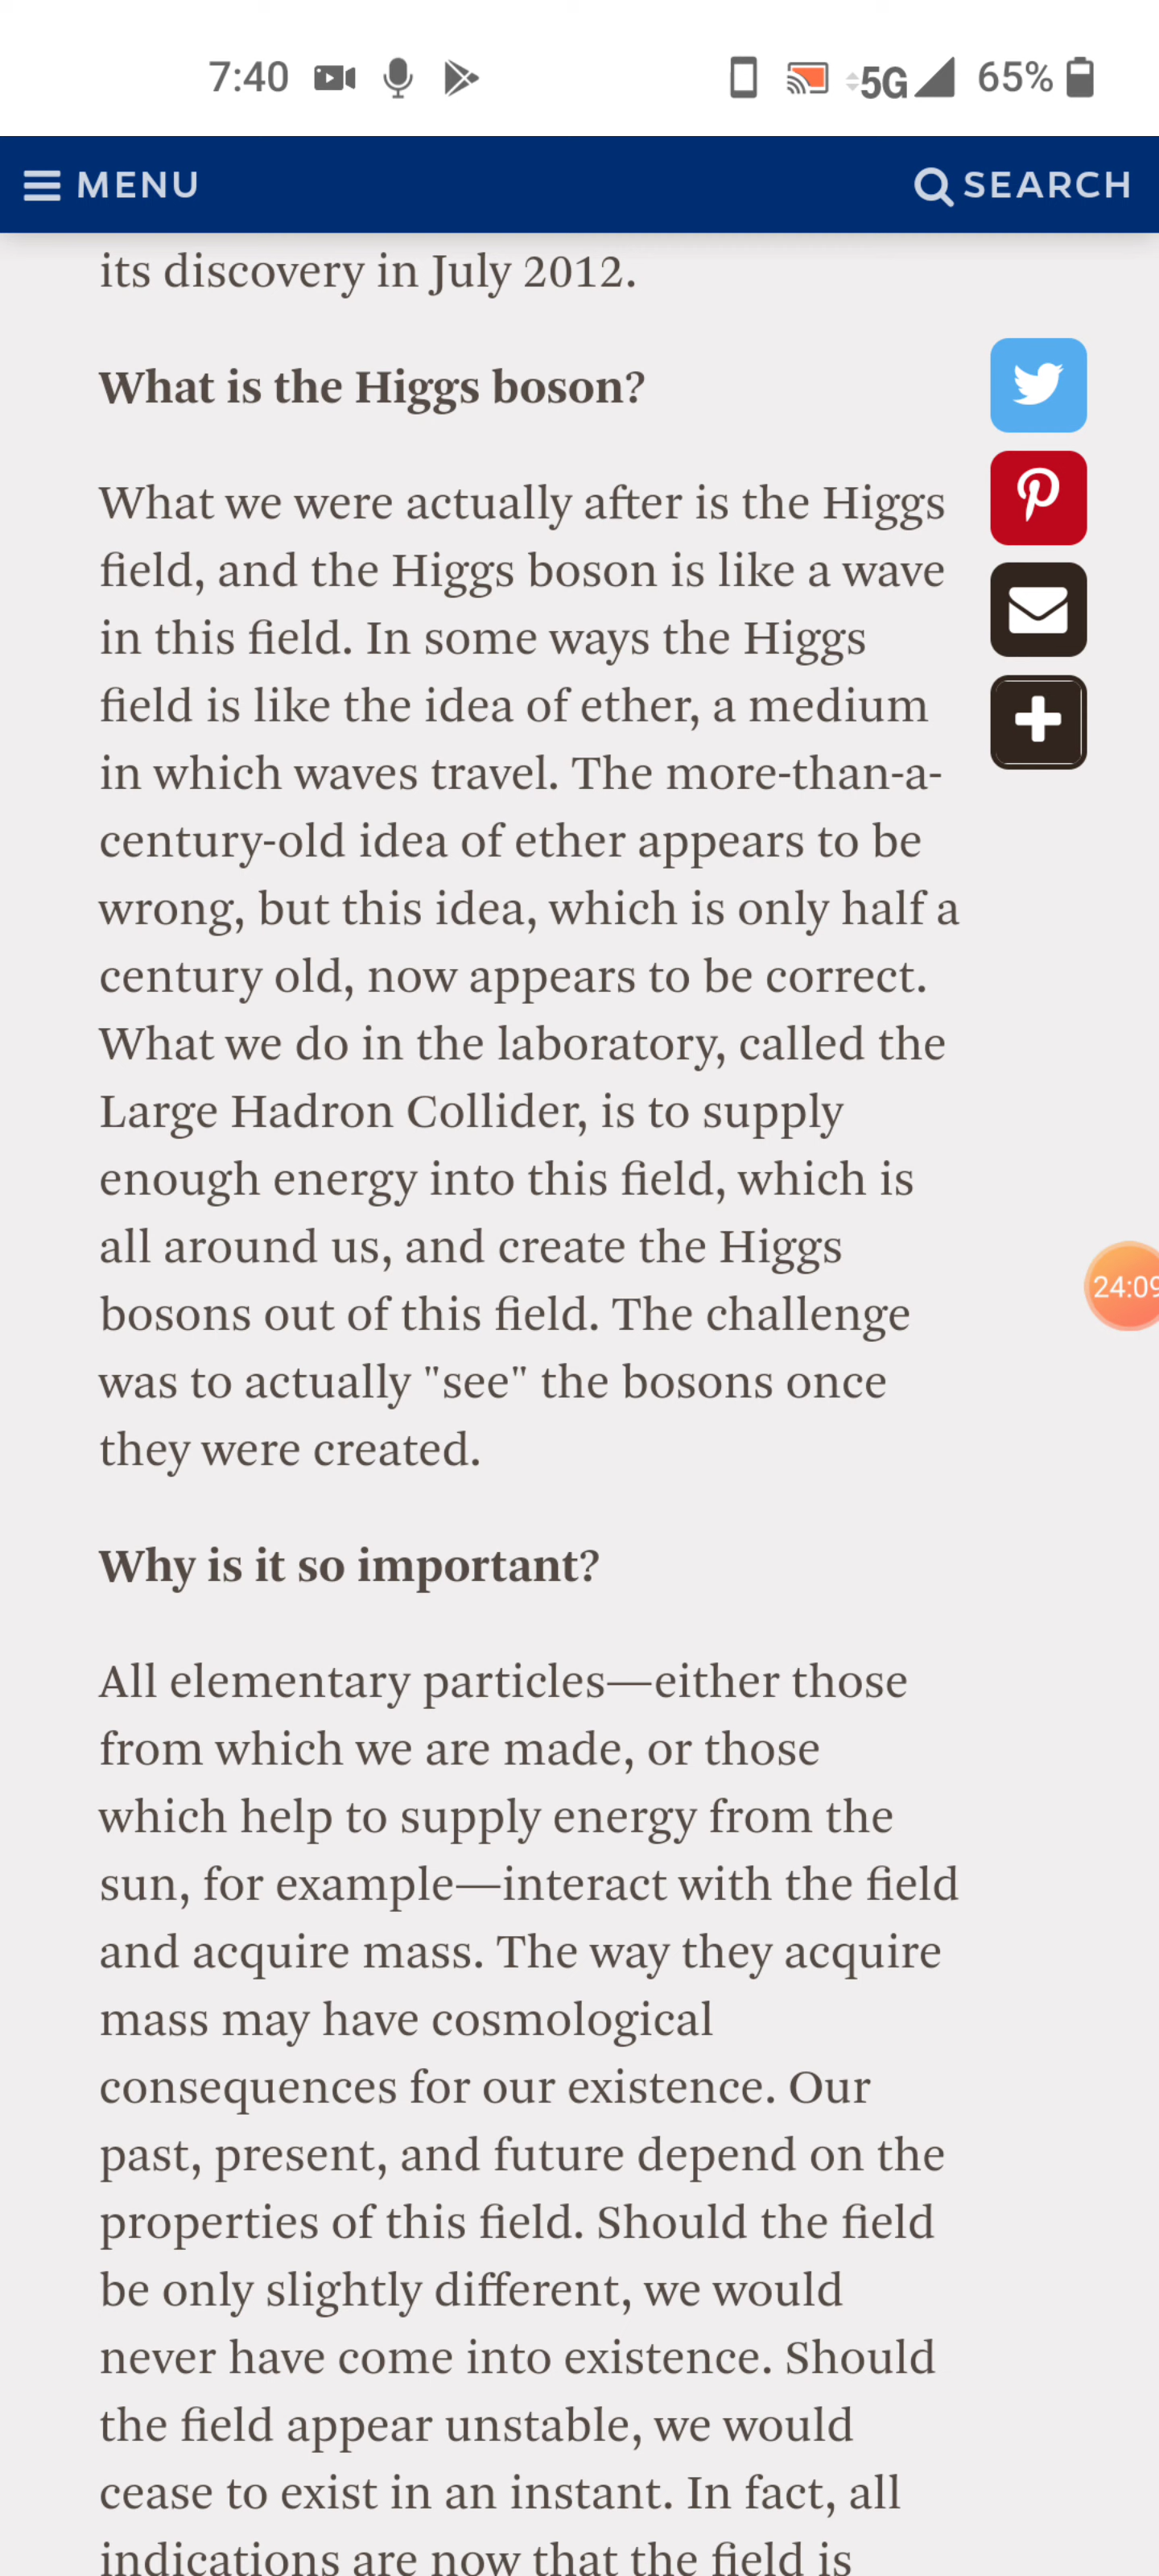 7:40 5G 65%
MENU SEARCH
its discovery in July 2012.
What is the Higgs boson?
What we were actually after is the Higgs
field, and the Higgs boson is like a wave
in this field. In some ways the Higgs
field is like the idea of ether, a medium
in which waves travel. The more-than-a-
century-old idea of ether appears to be
wrong, but this idea, which is only half a
century old, now appears to be correct.
What we do in the laboratory, called the
Large Hadron Collider, is to supply
enough energy into this field, which is
all around us, and create the Higgs
bosons out of this field. The challenge
was to actually "see" the bosons once
they were created.
24:09
Why is it so important?
All elementary particles—either those
from which we are made, or those
which help to supply energy from the
sun, for example—interact with the field
and acquire mass. The way they acquire
mass may have cosmological
consequences for our existence. Our
past, present, and future depend on the
properties of this field. Should the field
be only slightly different, we would
never have come into existence. Should
the field appear unstable, we would
cease to exist in an instant. In fact, all
indications are now that the field is